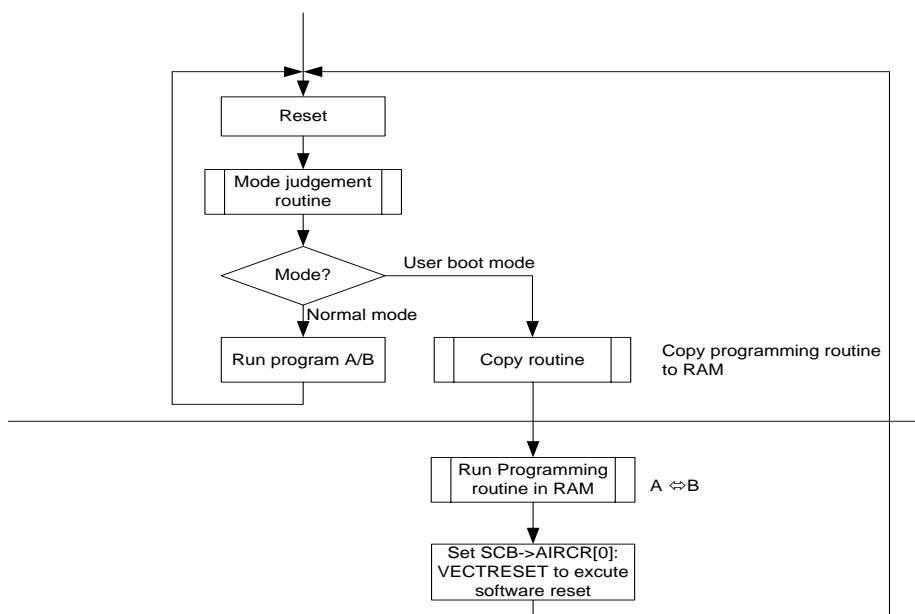 Reset
Mode judgement
routine
Mode?
User boot mode
Normal mode
Run program A/B
Copy routine
Copy programming routine
to RAM
Run Programming
routine in RAM
A ⇔B
Set SCB->AIRCR[0]:
VECTRESET to excute
software reset